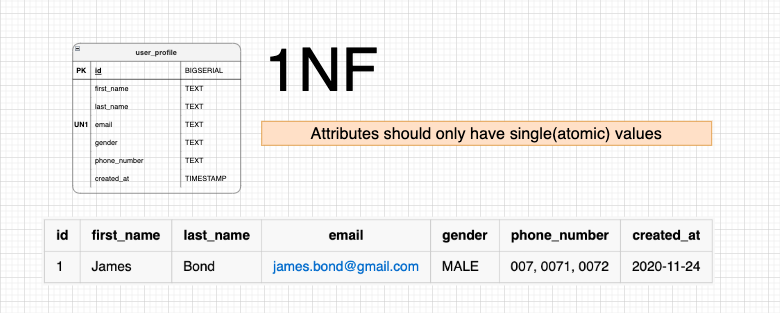 user_profile
PK id BIGSERIAL
first_name TEXT
last_name TEXT
UN1 email TEXT
gender TEXT
phone_number TEXT
created_at TIMESTAMP
1NF
Attributes should only have single(atomic) values
id first_name last_name email gender phone_number created_at
1 James Bond james.bond@gmail.com MALE 007, 0071, 0072 2020-11-24